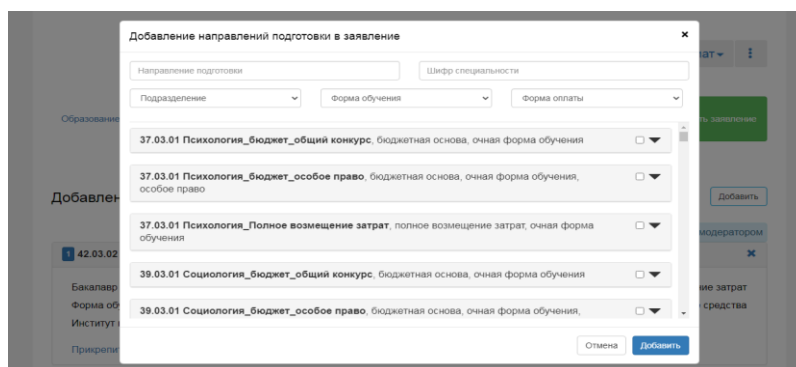 Добавление направлений подготовки в заявление
×
Направление подготовки
Шифр специальности
Подразделение
Форма обучения
Форма оплаты
37.03.01 Психология_бюджет_общий конкурс, бюджетная основа, очная форма обучения
37.03.01 Психология_бюджет_особое право, бюджетная основа, очная форма обучения,
особое право
37.03.01 Психология_Полное возмещение затрат, полное возмещение затрат, очная форма
обучения
39.03.01 Социология_бюджет_общий конкурс, бюджетная основа, очная форма обучения
39.03.01 Социология_бюджет_особое право, бюджетная основа, очная форма обучения,
Отмена
Добавить
Образование
ть заявление
Добавлен
Добавить
модератором
1 42.03.02
Бакалавр
ие затрат
Форма об
средства
Институт
Прикрепи